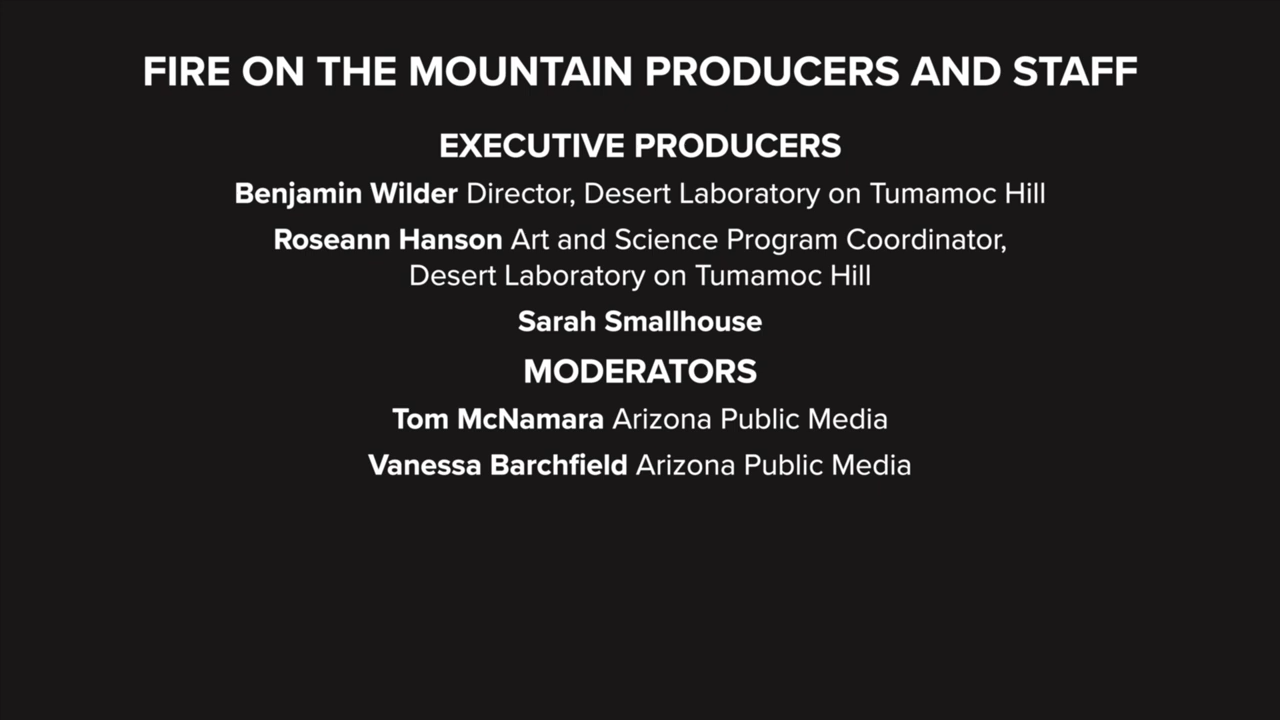 FIRE ON THE MOUNTAIN PRODUCERS AND STAFF
EXECUTIVE PRODUCERS
Benjamin Wilder Director, Desert Laboratory on Tumamoc Hill
Roseann Hanson Art and Science Program Coordinator,
Desert Laboratory on Tumamoc Hill
Sarah Smallhouse
MODERATORS
Tom McNamara Arizona Public Media
Vanessa Barchfield Arizona Public Media